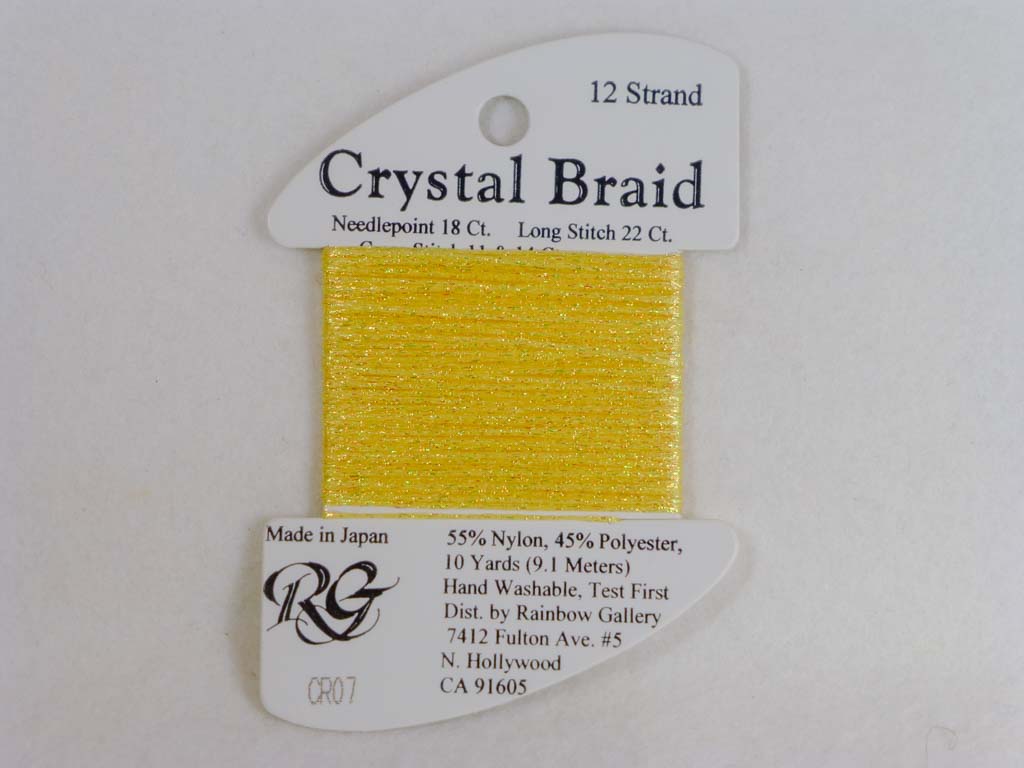 12 Strand
Crystal Braid
Needlepoint 18 Ct. Long Stitch 22 Ct.
Made in Japan
RG
CR07
55% Nylon, 45% Polyester,
10 Yards (9.1 Meters)
Hand Washable, Test First
Dist. by Rainbow Gallery
7412 Fulton Ave. #5
N. Hollywood
CA 91605